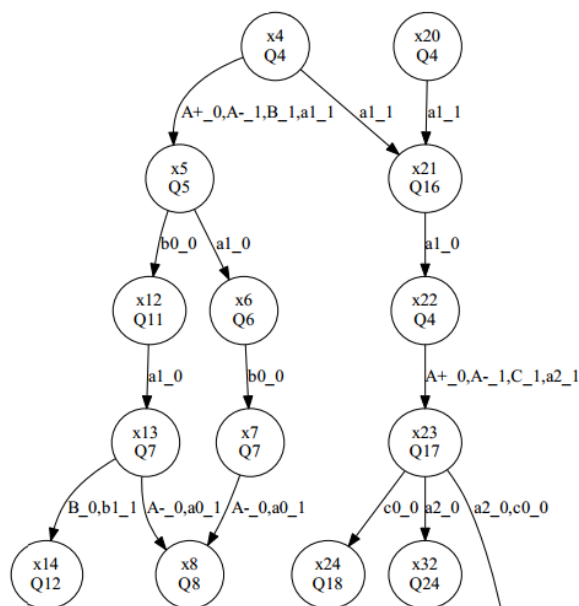 x4
Q4
x20
Q4
A+_0,A-_1,B_1,a1_1
a1_1
a1_1
x5
Q5
x21
Q16
b0_0
a1_0
a1_0
x12
Q11
x6
Q6
x22
Q4
a1_0
b0_0
A+_0,A-_1,C_1,a2_1
x13
Q7
x7
Q7
x23
Q17
B_0,b1_1
A-_0,a0_1
A-_0,a0_1
c0_0
a2_0
a2_0,c0_0
x14
Q12
x8
Q8
x24
Q18
x32
Q24